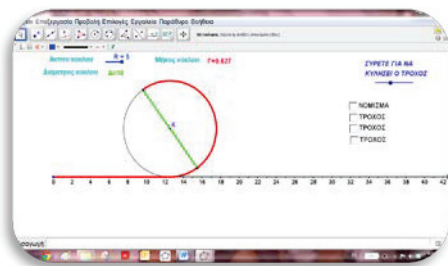 Επεξεργασία Προβολή Επιλογές Εργαλεία Παράθυρο Βοήθεια
Ακτίνα κύκλου R = 5
Μήκος κύκλου
Διάμετρος κύκλου
ΣΥΡΕΤΕ ΓΙΑ ΝΑ
ΚΥΛΗΣΕΙ Ο ΤΡΟΧΟΣ
K
ΝΟΜΙΣΜΑ
ΤΡΟΧΟΣ
ΤΡΟΧΟΣ
ΤΡΟΧΟΣ
0 2 4 6 8 10 12 14 16 18 20 22 24 26 28 30 32 34 36 38 40 42